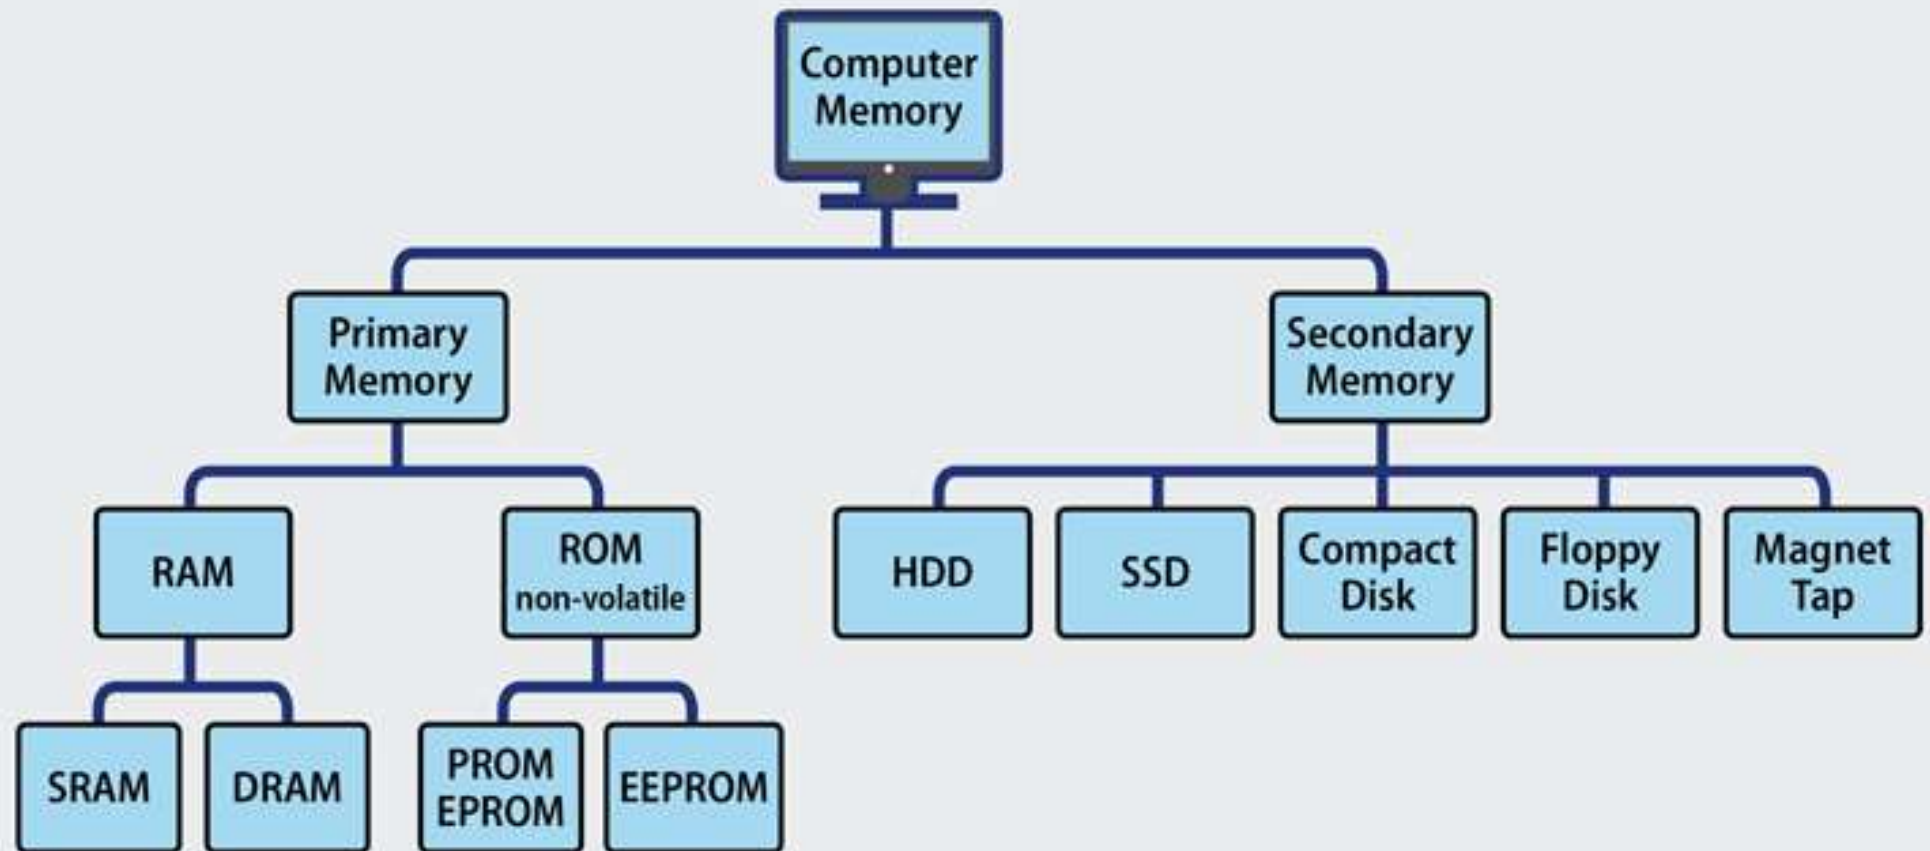 Computer
Memory
Primary
Memory
Secondary
Memory
RAM
ROM
non-volatile
HDD
SSD
Compact
Disk
Floppy
Disk
Magnet
Tap
SRAM
DRAM
PROM
EPROM
EEPROM